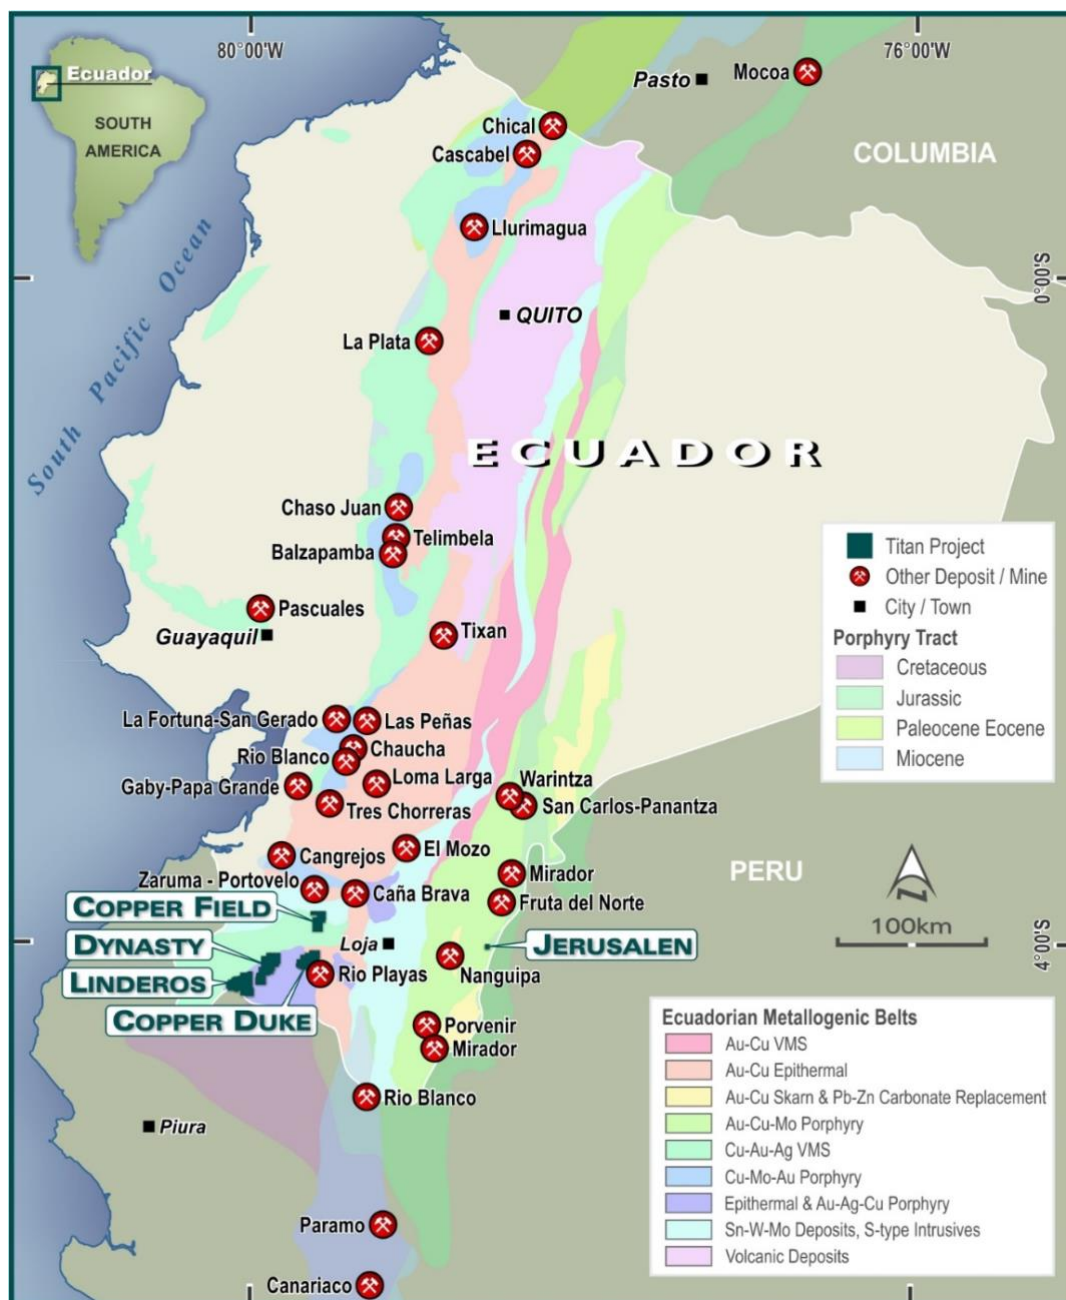 80°00'W
76°00'W
Ecuador
SOUTH
AMERICA
Pasto
Mocoa
Chical
Cascabel
COLUMBIA
Llurimagua
South Pacific Ocean
0°00'S
QUITO
La Plata
ECUADOR
Chaso Juan
Telimbela
Balzapamba
Pascuales
Guayaquil
Tixan
Titan Project
Other Deposit / Mine
City / Town
Porphyry Tract
Cretaceous
Jurassic
Paleocene Eocene
Miocene
La Fortuna-San Gerado
Las Peñas
Chaucha
Rio Blanco
Loma Larga
Gaby-Papa Grande
Tres Chorreras
Warintza
San Carlos-Panantza
El Mozo
Cangrejos
Zaruma - Portovelo
Caña Brava
Mirador
Fruta del Norte
PERU
Z
100km
COPPER FIELD
DYNASTY
LINDEROS
COPPER DUKE
Loja
Rio Playas
JERUSALEN
Nanguipa
4°00'S
Porvenir
Mirador
Rio Blanco
Piura
Paramo
Canariaco
Ecuadorian Metallogenic Belts
Au-Cu VMS
Au-Cu Epithermal
Au-Cu Skarn & Pb-Zn Carbonate Replacement
Au-Cu-Mo Porphyry
Cu-Au-Ag VMS
Cu-Mo-Au Porphyry
Epithermal & Au-Ag-Cu Porphyry
Sn-W-Mo Deposits, S-type Intrusives
Volcanic Deposits